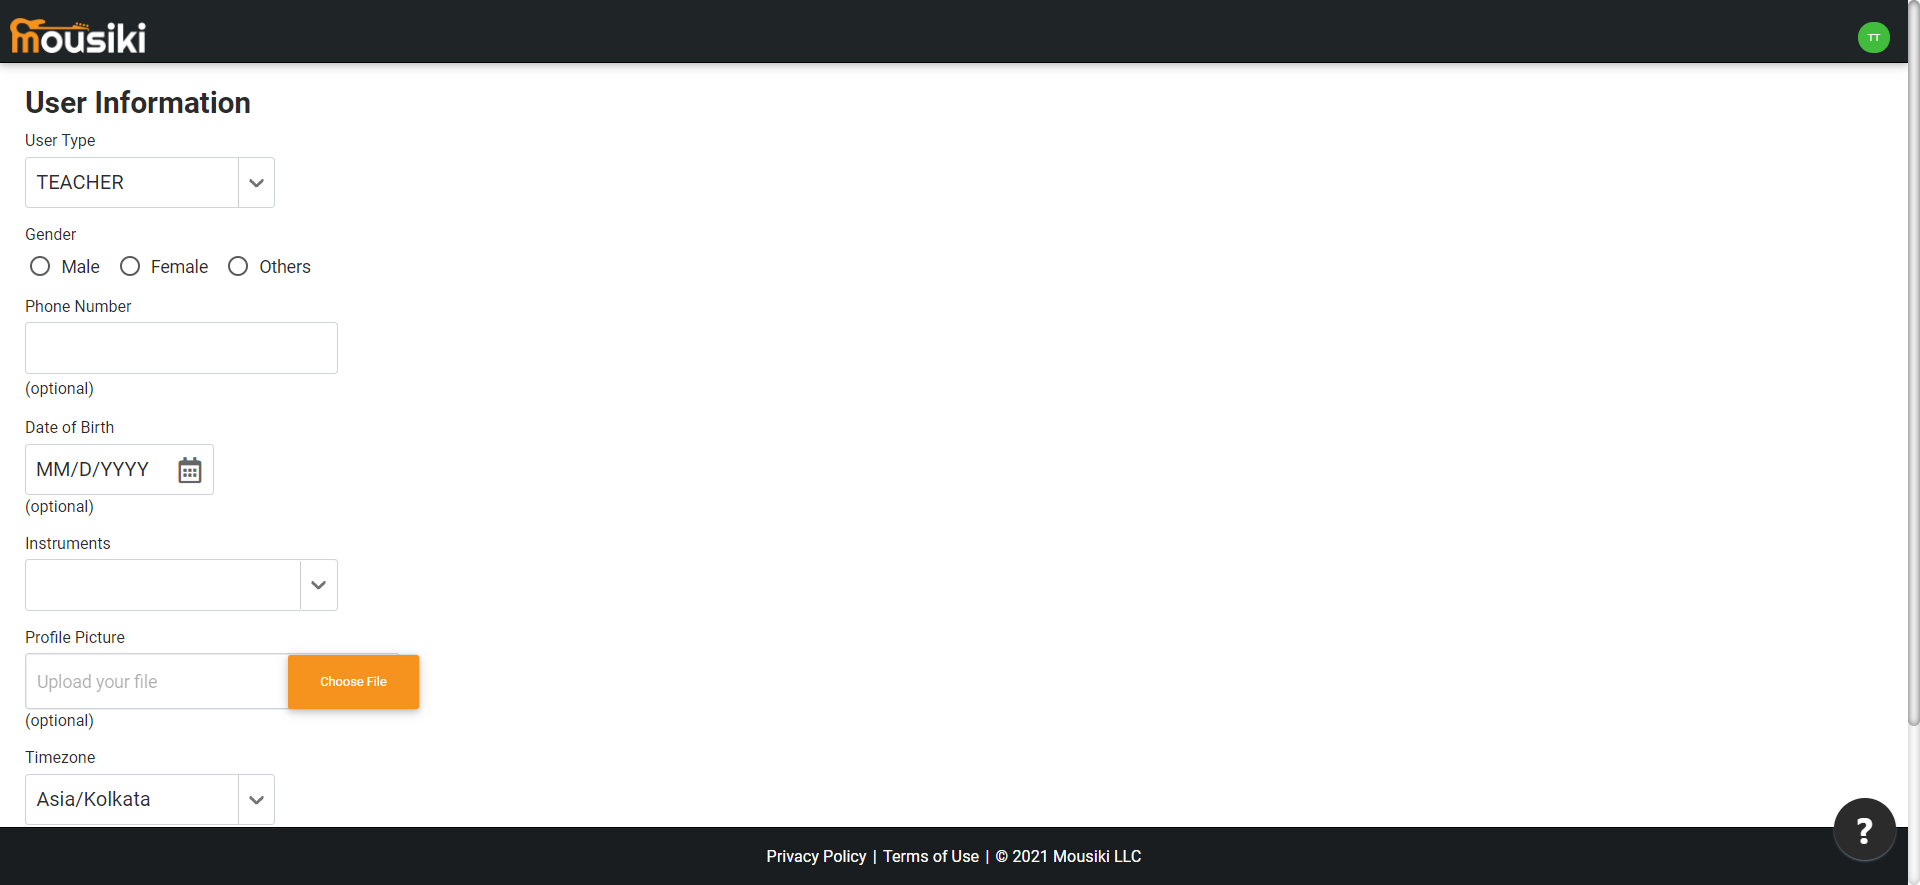 mousiki
TT
User Information
User Type
TEACHER
Gender
Male Female Others
Phone Number
(optional)
Date of Birth
MM/D/YYYY
(optional)
Instruments
Profile Picture
Upload your file Choose File
(optional)
Timezone
Asia/Kolkata
?
Privacy Policy | Terms of Use | © 2021 Mousiki LLC